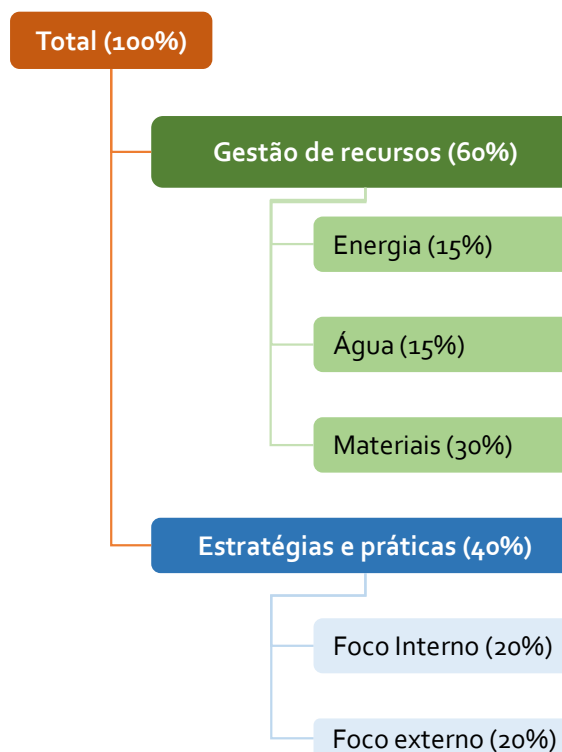 Total (100%)
Gestão de recursos (60%)
Energia (15%)
Água (15%)
Materiais (30%)
Estratégias e práticas (40%)
Foco Interno (20%)
Foco externo (20%)